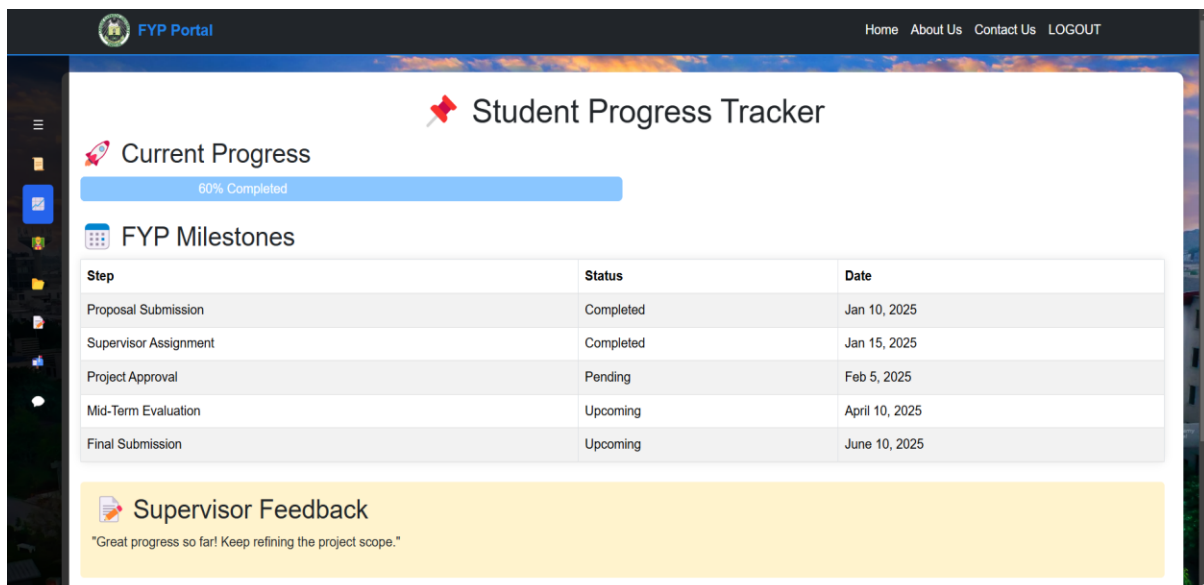 FYP Portal
Home About Us Contact Us LOGOUT
Student Progress Tracker
Current Progress
60% Completed
FYP Milestones
Step Status Date
Proposal Submission Completed Jan 10, 2025
Supervisor Assignment Completed Jan 15, 2025
Project Approval Pending Feb 5, 2025
Mid-Term Evaluation Upcoming April 10, 2025
Final Submission Upcoming June 10, 2025
Supervisor Feedback
"Great progress so far! Keep refining the project scope."